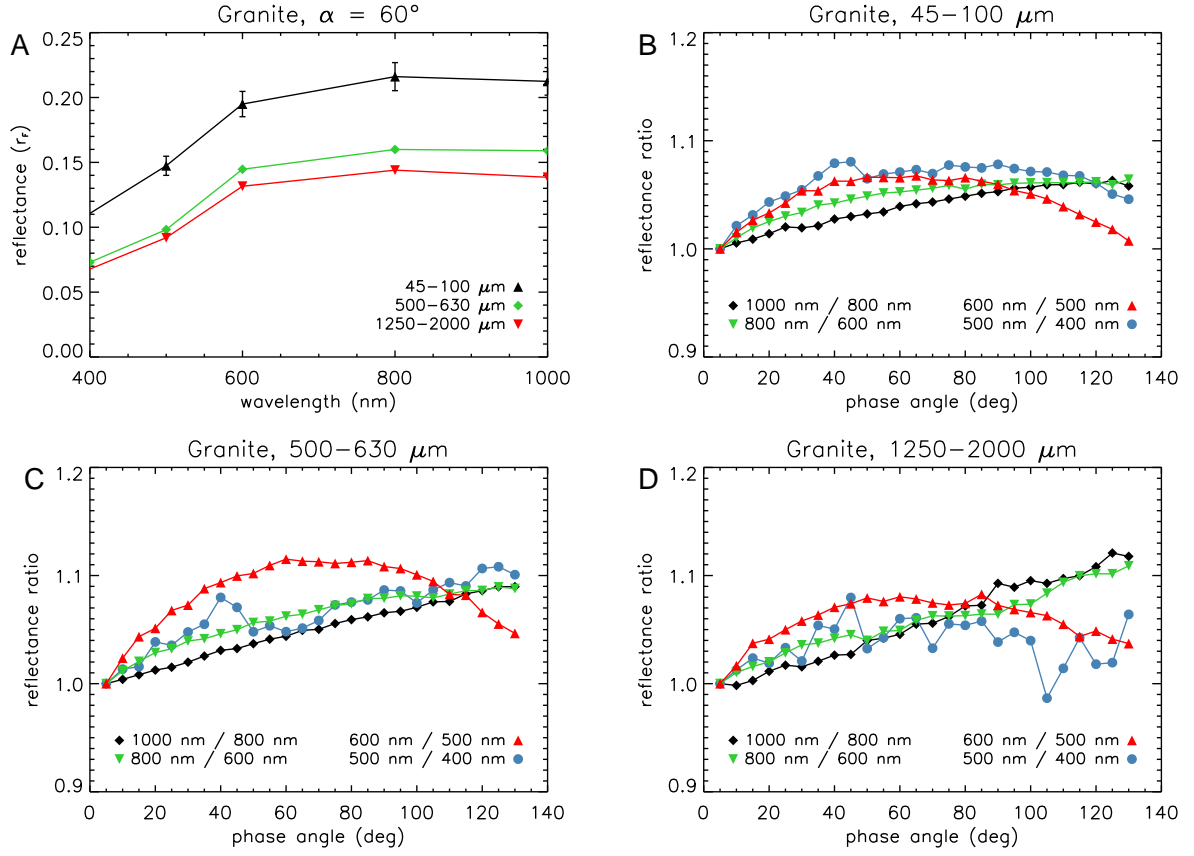 Granite, α = 60°
A
0.25
0.20
0.15
0.10
0.05
0.00
reflectance (r_F)
45−100 μm
500−630 μm
1250−2000 μm
400 600 800 1000
wavelength (nm)
Granite, 45−100 μm
B
1.2
1.1
1.0
0.9
reflectance ratio
1000 nm / 800 nm 600 nm / 500 nm
800 nm / 600 nm 500 nm / 400 nm
0 20 40 60 80 100 120 140
phase angle (deg)
Granite, 500−630 μm
C
1.2
1.1
1.0
0.9
reflectance ratio
1000 nm / 800 nm 600 nm / 500 nm
800 nm / 600 nm 500 nm / 400 nm
0 20 40 60 80 100 120 140
phase angle (deg)
Granite, 1250−2000 μm
D
1.2
1.1
1.0
0.9
reflectance ratio
1000 nm / 800 nm 600 nm / 500 nm
800 nm / 600 nm 500 nm / 400 nm
0 20 40 60 80 100 120 140
phase angle (deg)